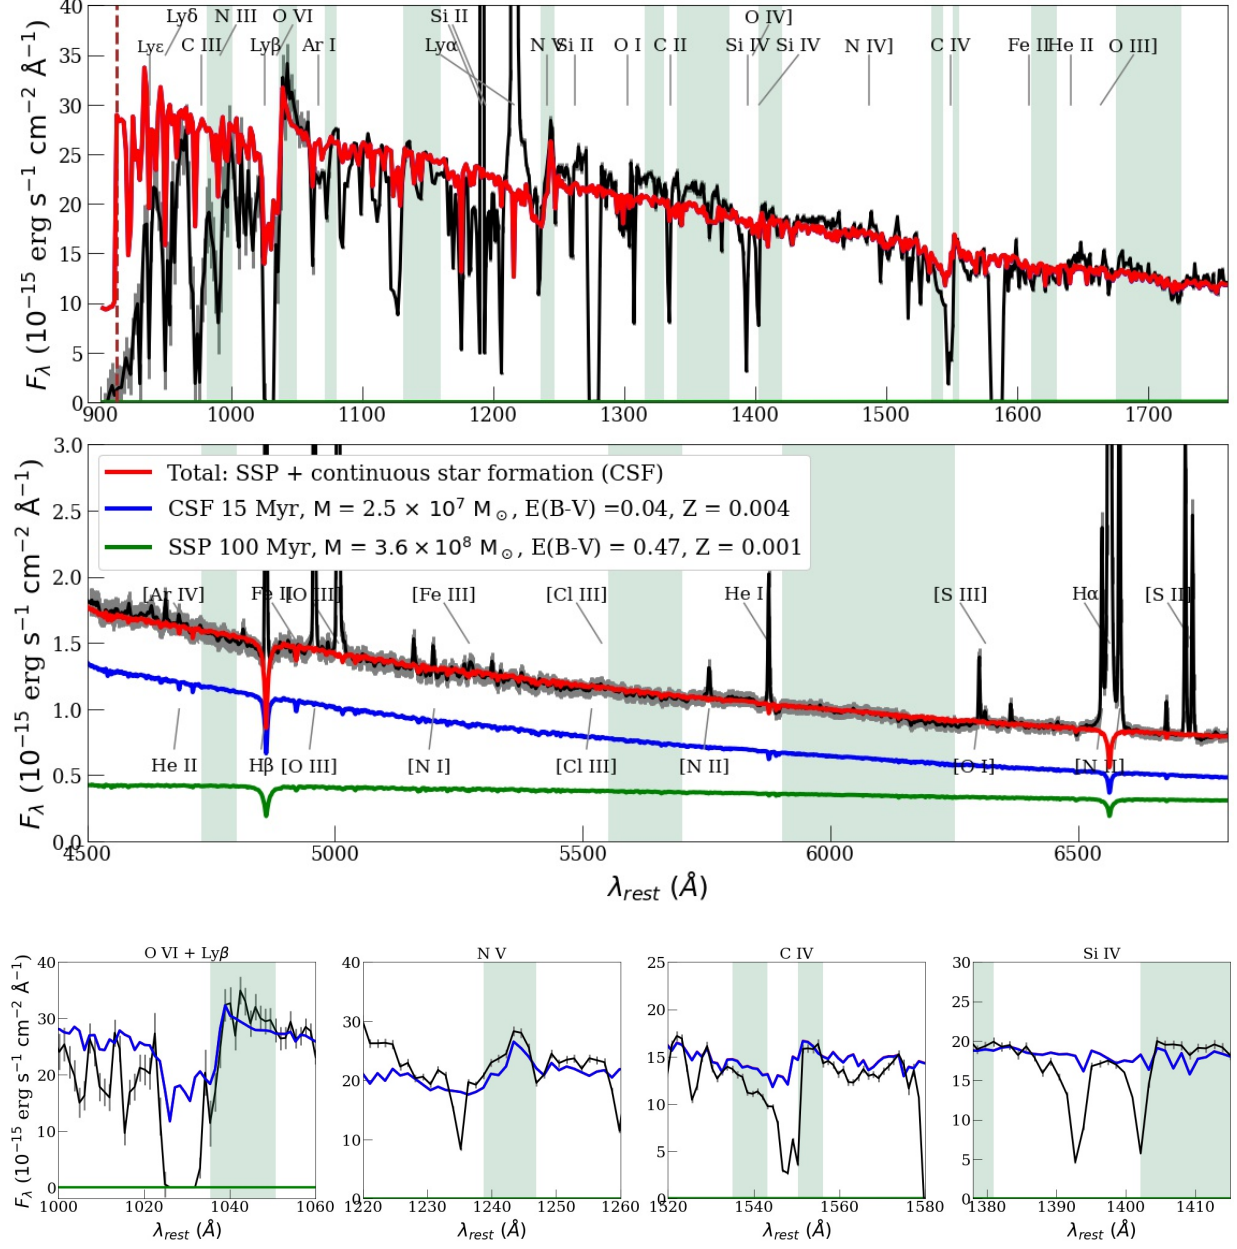 Lyδ N III O VI Si II O IV]
Lyε C III Lyβ Ar I Lyα N V Si II O I C II Si IV Si IV N IV] C IV Fe II He II O III]
40
35
30
25
20
15
10
5
0
F_λ (10⁻¹⁵ erg s⁻¹ cm⁻² Å⁻¹)
900 1000 1100 1200 1300 1400 1500 1600 1700
3.0
2.5
2.0
1.5
1.0
0.5
0.0
F_λ (10⁻¹⁵ erg s⁻¹ cm⁻² Å⁻¹)
Total: SSP + continuous star formation (CSF)
CSF 15 Myr, M = 2.5 × 10⁷ M☉, E(B-V) =0.04, Z = 0.004
SSP 100 Myr, M = 3.6 × 10⁸ M☉, E(B-V) = 0.47, Z = 0.001
[Ar IV] Fe II [O III] [Fe III] [Cl III] He I [S III] Hα [S II]
He II Hβ [O III] [N I] [Cl III] [N II] [O I] [N II]
4500 5000 5500 6000 6500
λ_rest (Å)
O VI + Lyβ N V C IV Si IV
F_λ (10⁻¹⁵ erg s⁻¹ cm⁻² Å⁻¹)
40
30
20
10
0
1000 1020 1040 1060
λ_rest (Å)
40
30
20
10
0
1220 1230 1240 1250 1260
λ_rest (Å)
25
20
15
10
5
0
1520 1540 1560 1580
λ_rest (Å)
30
25
20
15
10
5
0
1380 1390 1400 1410
λ_rest (Å)